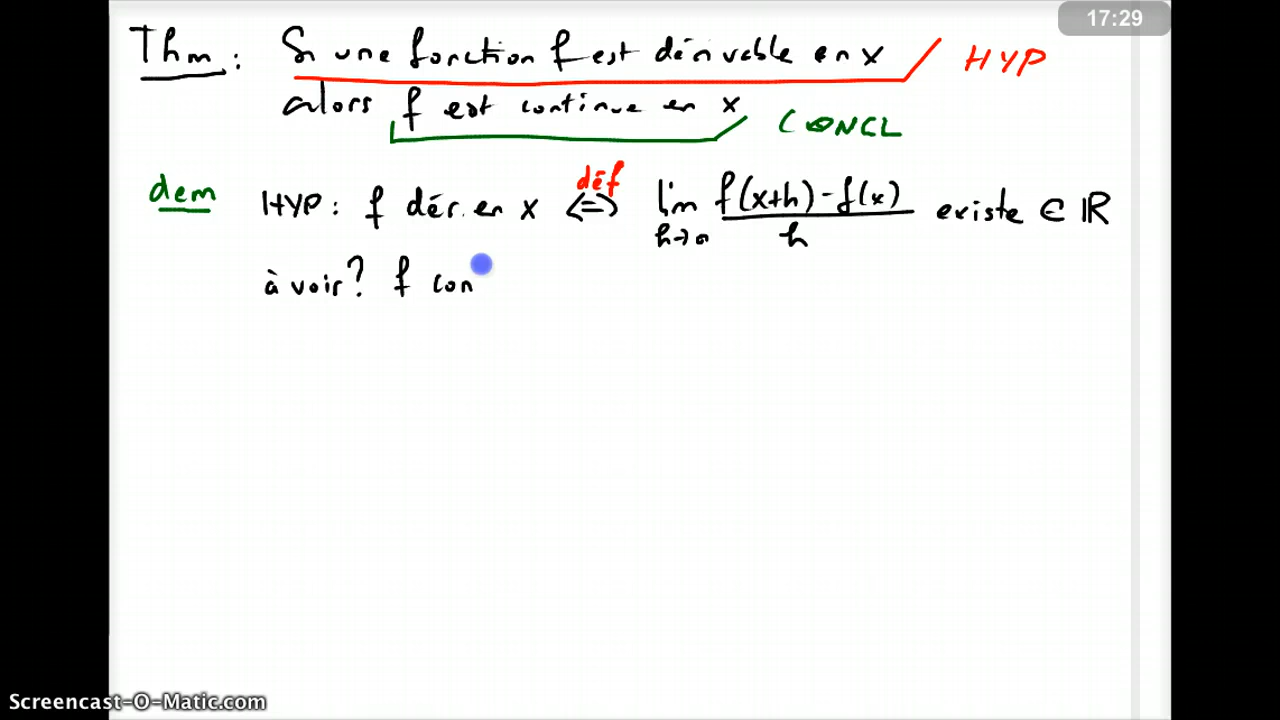 17:29
Thm : Si une fonction f est dérivable en x HYP
alors f est continue en x CONCL
déf
dem HYP : f dér. en x <=> lim f(x+h) - f(x) existe ∈ ℝ
h→0 h
à voir? f con
Screencast-O-Matic.com